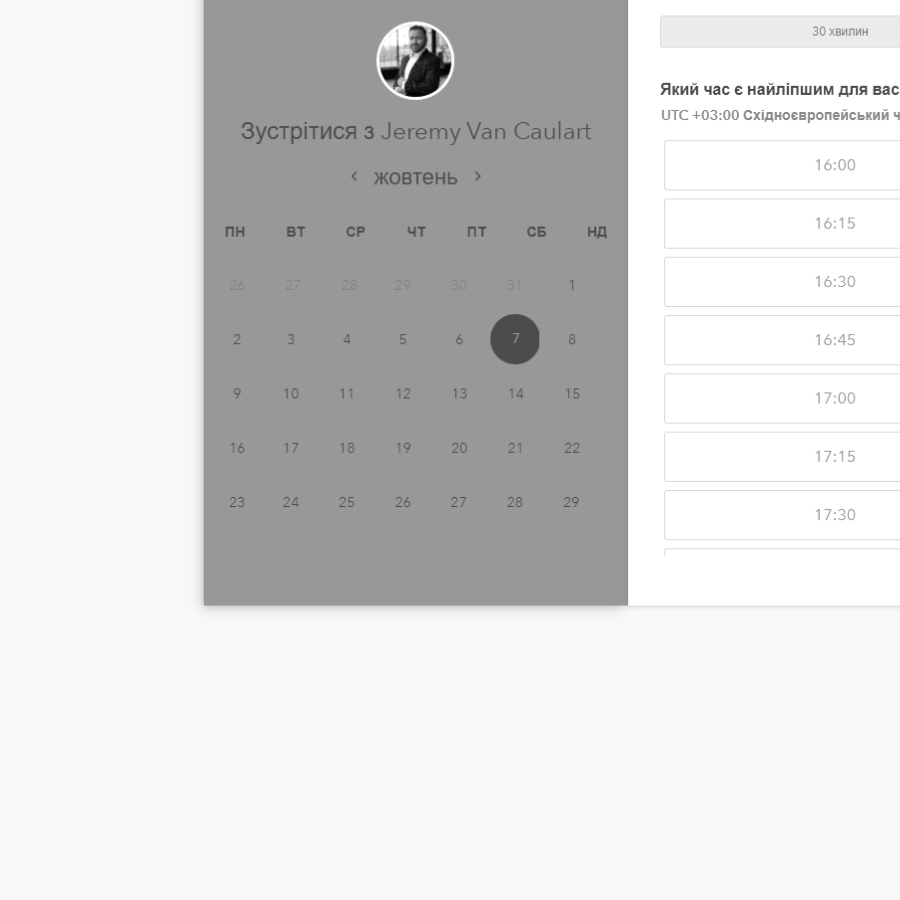 Зустрітися з Jeremy Van Caulart
жовтень
ПН ВТ СР ЧТ ПТ СБ НД
26 27 28 29 30 31 1
2 3 4 5 6 7 8
9 10 11 12 13 14 15
16 17 18 19 20 21 22
23 24 25 26 27 28 29
30 хвилин
Який час є найліпшим для вас
UTC +03:00 Східноєвропейський ч
16:00
16:15
16:30
16:45
17:00
17:15
17:30